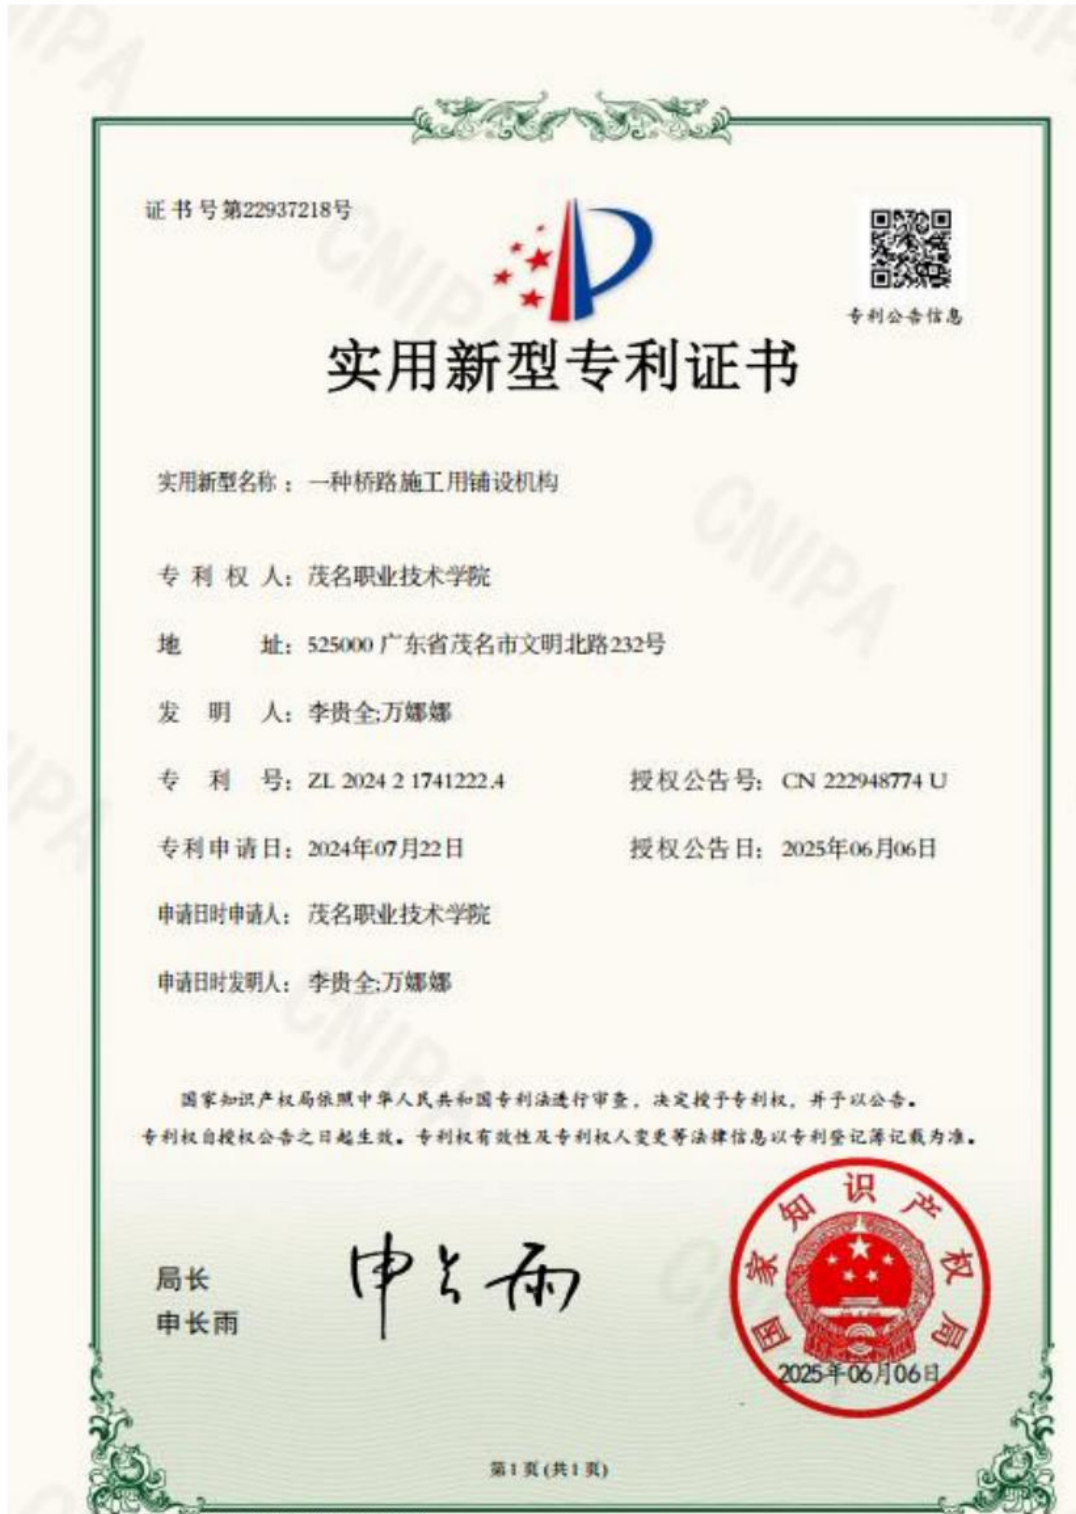 证书号第22937218号
专利公告信息
实用新型专利证书
实用新型名称：一种桥路施工用铺设机构
专利权人：茂名职业技术学院
地址：525000 广东省茂名市文明北路232号
发明人：李贵全;万娜娜
专利号：ZL 2024 2 1741222.4 授权公告号：CN 222948774 U
专利申请日：2024年07月22日 授权公告日：2025年06月06日
申请日时申请人：茂名职业技术学院
申请日时发明人：李贵全;万娜娜
国家知识产权局依照中华人民共和国专利法进行审查，决定授予专利权，并予以公告。
专利权自授权公告之日起生效。专利权有效性及专利权人变更等法律信息以专利登记簿记载为准。
局长
申长雨
申长雨
国家知识产权局
2025年06月06日
第1页(共1页)
CNIPA
CNIPA
CNIPA
CNIPA